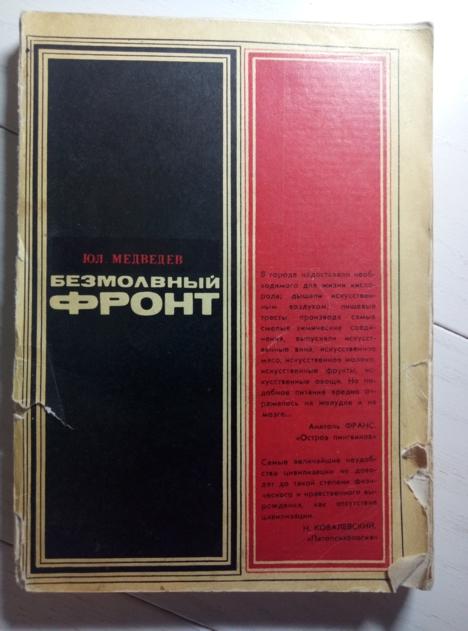 ЮЛ. МЕДВЕДЕВ
БЕЗМОЛВНЫЙ
ФРОНТ
В городе недоставало необ-
ходимого для жизни кисло-
рода; дышали искусствен-
ным воздухом; пищевые
тресты, производя самые
смелые химические соеди-
нения, выпускали искусст-
венные вина, искусственное
мясо, искусственное молоко,
искусственные фрукты, ис-
кусственные овощи. Но по-
добное питание вредно от-
ражалось на желудке и на
мозге...
Анатоль ФРАНС.
«Остров пингвинов»
Самые величайшие неудоб-
ства цивилизации не дово-
дят до такой степени физи-
ческого и нравственного вы-
рождения, как отсутствие
цивилизации.
Н. КОВАЛЕВСКИЙ.
«Патопсихология»